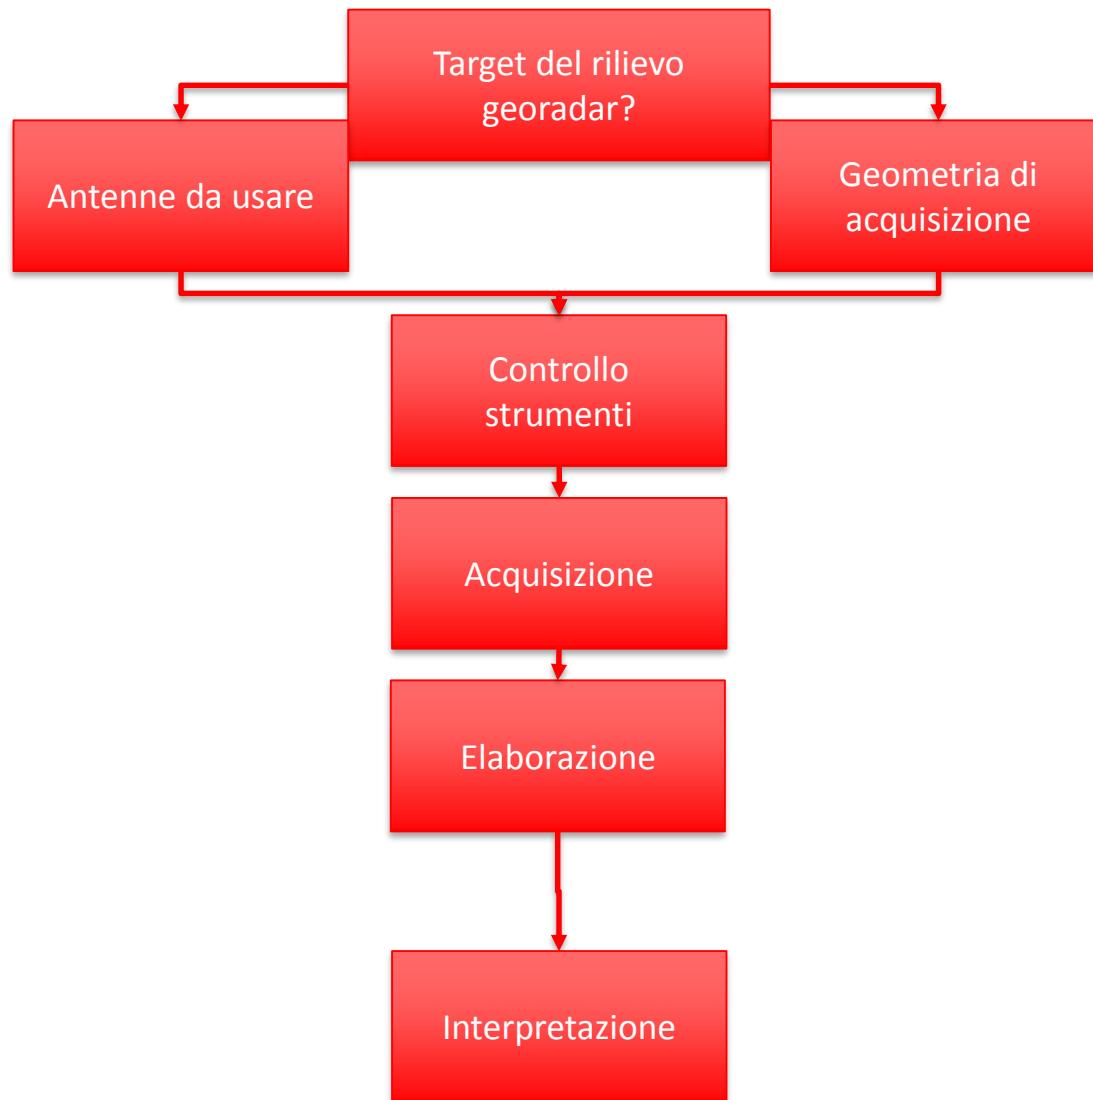 Target del rilievo
georadar?
Antenne da usare
Geometria di
acquisizione
Controllo
strumenti
Acquisizione
Elaborazione
Interpretazione